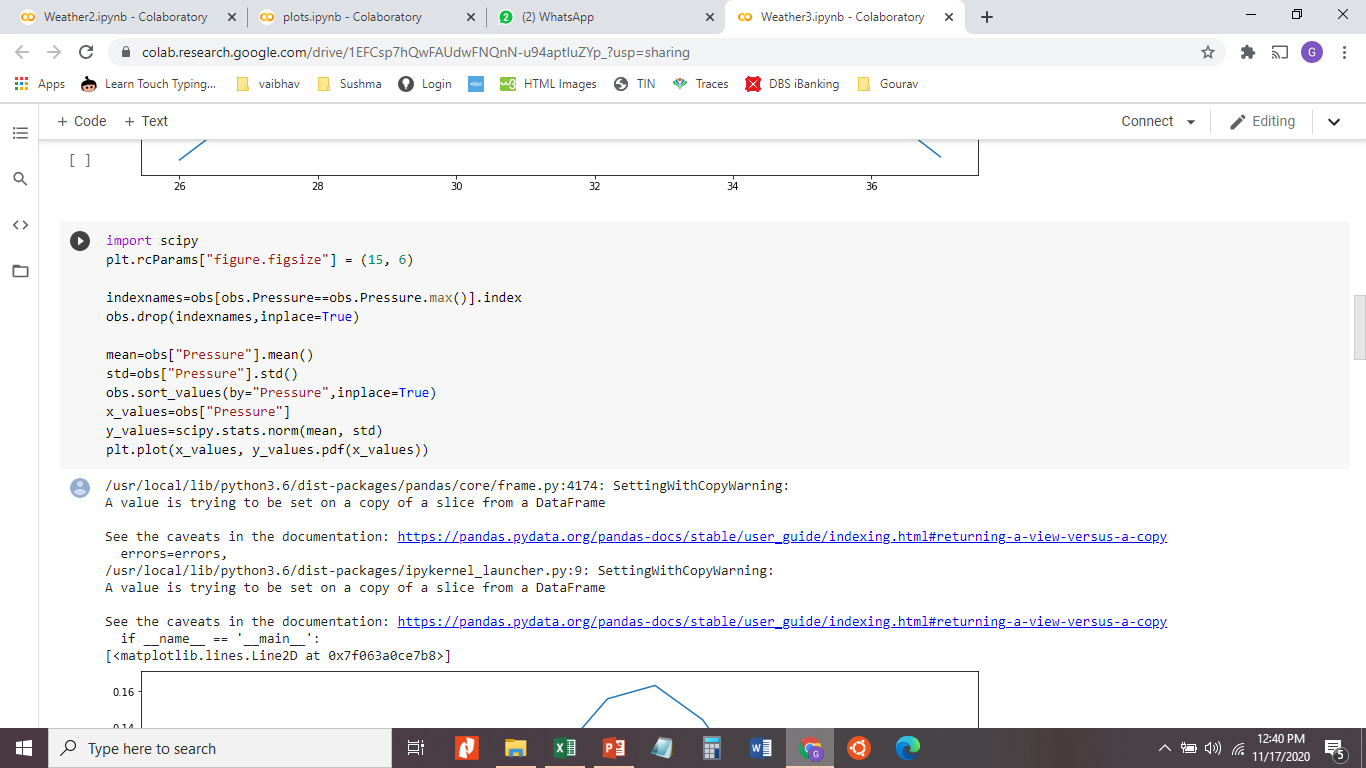 Weather2.ipynb - Colaboratory
plots.ipynb - Colaboratory
2 (2) WhatsApp
Weather3.ipynb - Colaboratory
colab.research.google.com/drive/1EFCsp7hQwFAUdwFNQnN-u94aptIuZYp_?usp=sharing
G
Apps
Learn Touch Typing...
vaibhav
Sushma
Login
HTML Images
TIN
Traces
DBS iBanking
Gourav
+ Code + Text
Connect
Editing
[ ]
26 28 30 32 34 36
import scipy
plt.rcParams["figure.figsize"] = (15, 6)
indexnames=obs[obs.Pressure==obs.Pressure.max()].index
obs.drop(indexnames,inplace=True)
mean=obs["Pressure"].mean()
std=obs["Pressure"].std()
obs.sort_values(by="Pressure",inplace=True)
x_values=obs["Pressure"]
y_values=scipy.stats.norm(mean, std)
plt.plot(x_values, y_values.pdf(x_values))
/usr/local/lib/python3.6/dist-packages/pandas/core/frame.py:4174: SettingWithCopyWarning:
A value is trying to be set on a copy of a slice from a DataFrame
See the caveats in the documentation: https://pandas.pydata.org/pandas-docs/stable/user_guide/indexing.html#returning-a-view-versus-a-copy
errors=errors,
/usr/local/lib/python3.6/dist-packages/ipykernel_launcher.py:9: SettingWithCopyWarning:
A value is trying to be set on a copy of a slice from a DataFrame
See the caveats in the documentation: https://pandas.pydata.org/pandas-docs/stable/user_guide/indexing.html#returning-a-view-versus-a-copy
if __name__ == '__main__':
[<matplotlib.lines.Line2D at 0x7f063a0ce7b8>]
0.16
0.14
Type here to search
12:40 PM
11/17/2020
5